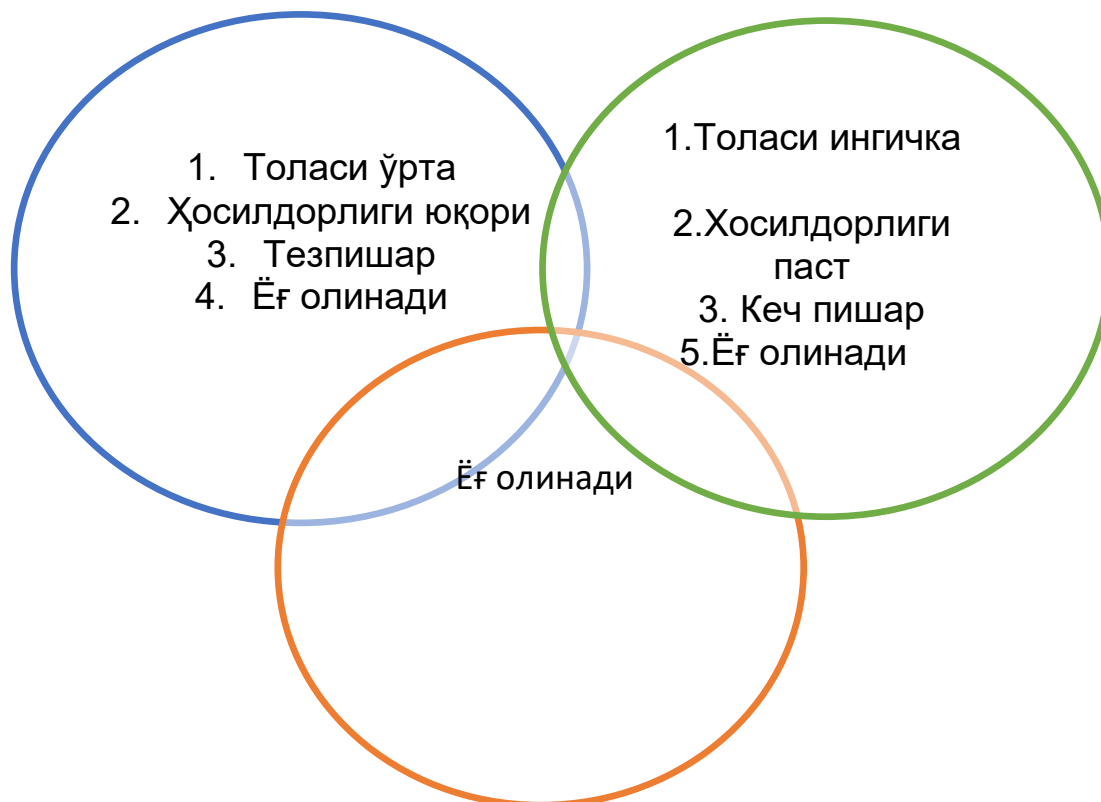 1. Толаси ўрта
2. Ҳосилдорлиги юқори
3. Тезпишар
4. Ёғ олинади
1.Толаси ингичка
2.Хосилдорлиги
паст
3. Кеч пишар
5.Ёғ олинади
Ёғ олинади